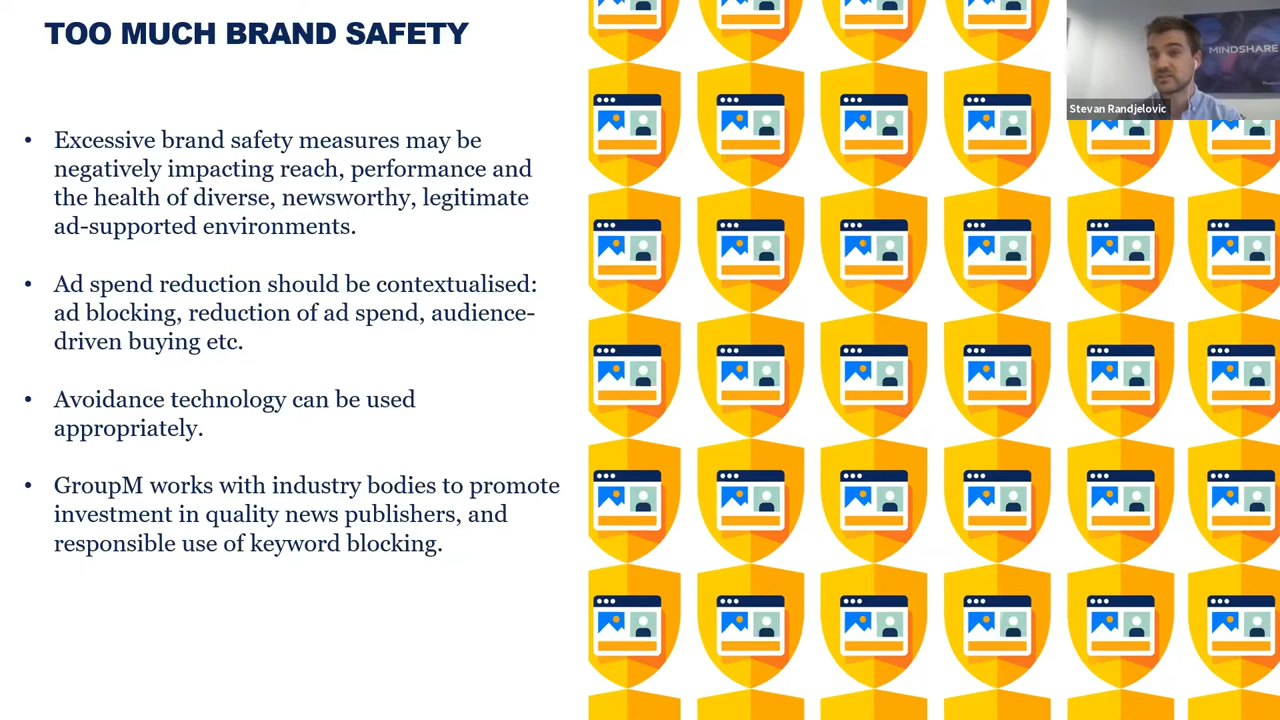 TOO MUCH BRAND SAFETY
• Excessive brand safety measures may be
negatively impacting reach, performance and
the health of diverse, newsworthy, legitimate
ad-supported environments.
• Ad spend reduction should be contextualised:
ad blocking, reduction of ad spend, audience-
driven buying etc.
• Avoidance technology can be used
appropriately.
• GroupM works with industry bodies to promote
investment in quality news publishers, and
responsible use of keyword blocking.
MINDSHARE
Stevan Randjelovic